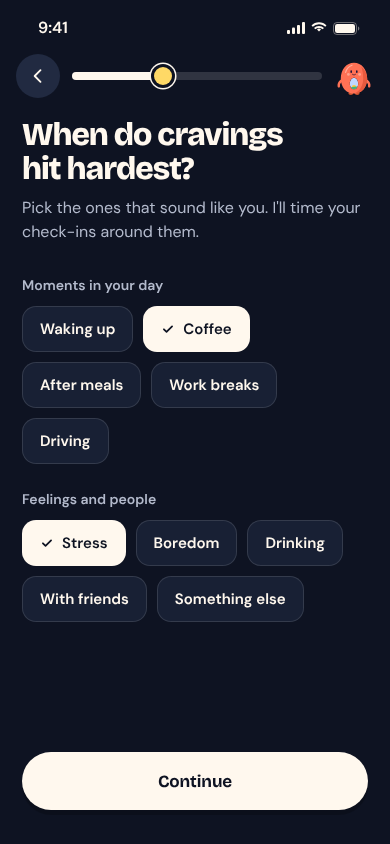 9:41
When do cravings
hit hardest?
Pick the ones that sound like you. I'll time your
check-ins around them.
Moments in your day
Waking up
Coffee
After meals
Work breaks
Driving
Feelings and people
Stress
Boredom
Drinking
With friends
Something else
Continue